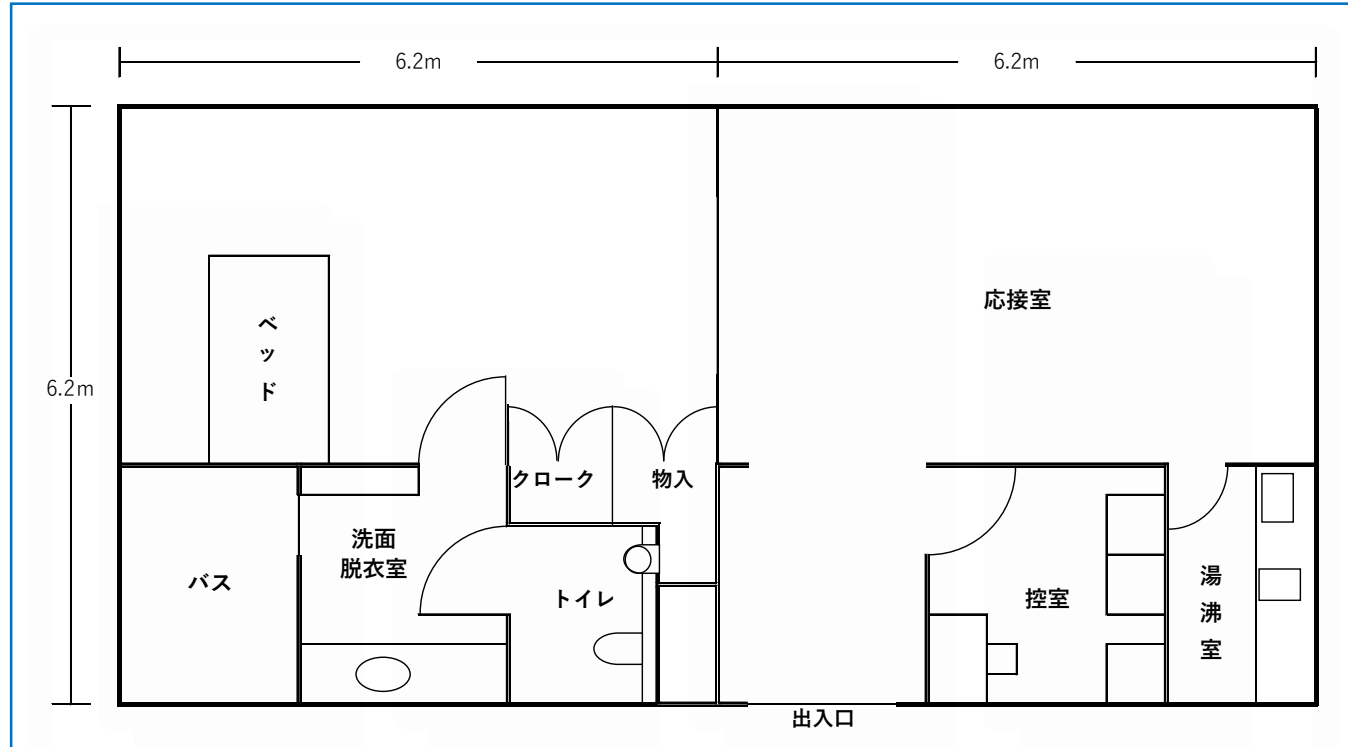 6.2m
6.2m
6.2m
ベッド
応接室
クローク
物入
洗面
脱衣室
バス
トイレ
控室
湯沸室
出入口